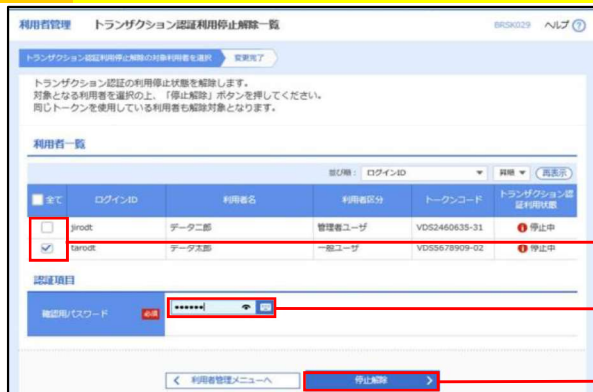 利用者管理 トランザクション認証利用停止解除一覧 BRSK029 ヘルプ ?
トランザクション認証利用停止解除の対象利用者を選択 変更完了
トランザクション認証の利用停止状態を解除します。
対象となる利用者を選択の上、「停止解除」ボタンを押してください。
同じトークンを使用している利用者も解除対象となります。
利用者一覧
並び順： ログインID 昇順 再表示
全て ログインID 利用者名 利用者区分 トークンコード トランザクション認証利用状態
jirodt データ二郎 管理者ユーザ VDS2460635-31 停止中
tarodt データ太郎 一般ユーザ VDS5678909-02 停止中
認証項目
確認用パスワード 必須 ••••••
利用者管理メニューへ 停止解除